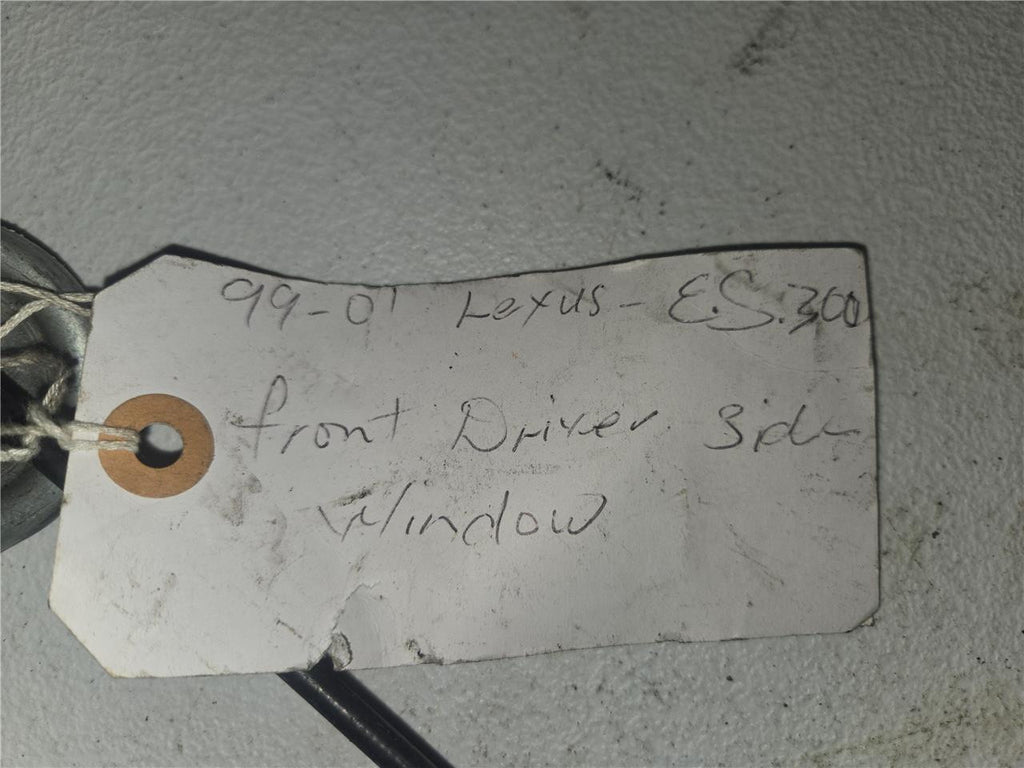 99-01 Lexus - E.S.300
front Driver side
Window